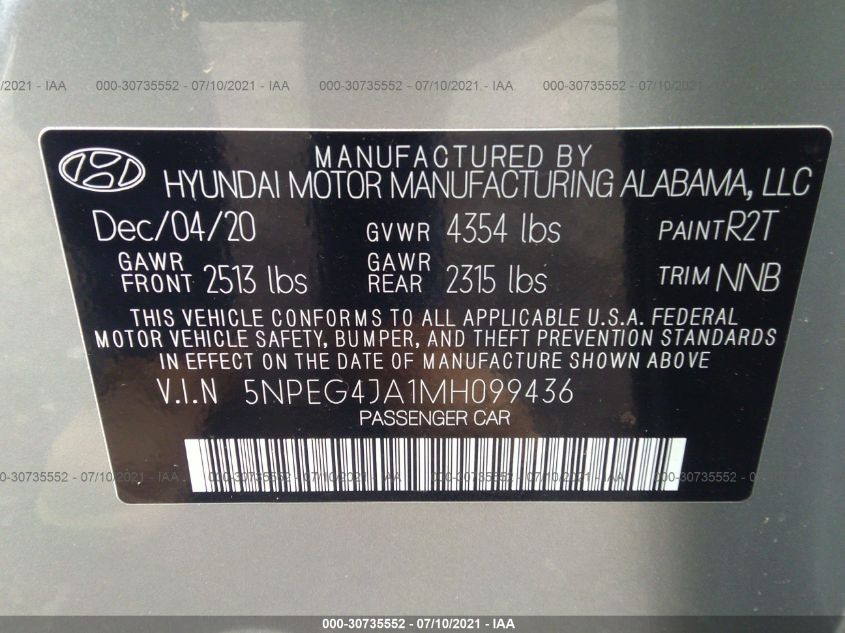 /2021 - IAA 000-30735552 - 07/10/2021 - IAA 000-30735552 - 07/10/2021 - IAA 000-30735552 - 07/10/2021 - IAA 000-30735552 - 07
MANUFACTURED BY
HYUNDAI MOTOR MANUFACTURING ALABAMA, LLC
Dec/04/20 GVWR 4354 lbs PAINT R2T
GAWR FRONT 2513 lbs GAWR REAR 2315 lbs TRIM NNB
THIS VEHICLE CONFORMS TO ALL APPLICABLE U.S.A. FEDERAL
MOTOR VEHICLE SAFETY, BUMPER, AND THEFT PREVENTION STANDARDS
IN EFFECT ON THE DATE OF MANUFACTURE SHOWN ABOVE
V.I.N 5NPEG4JA1MH099436
PASSENGER CAR
000-30735552 - 07/10/2021 - IAA
000-30735552 - 07/10/2021 - IAA